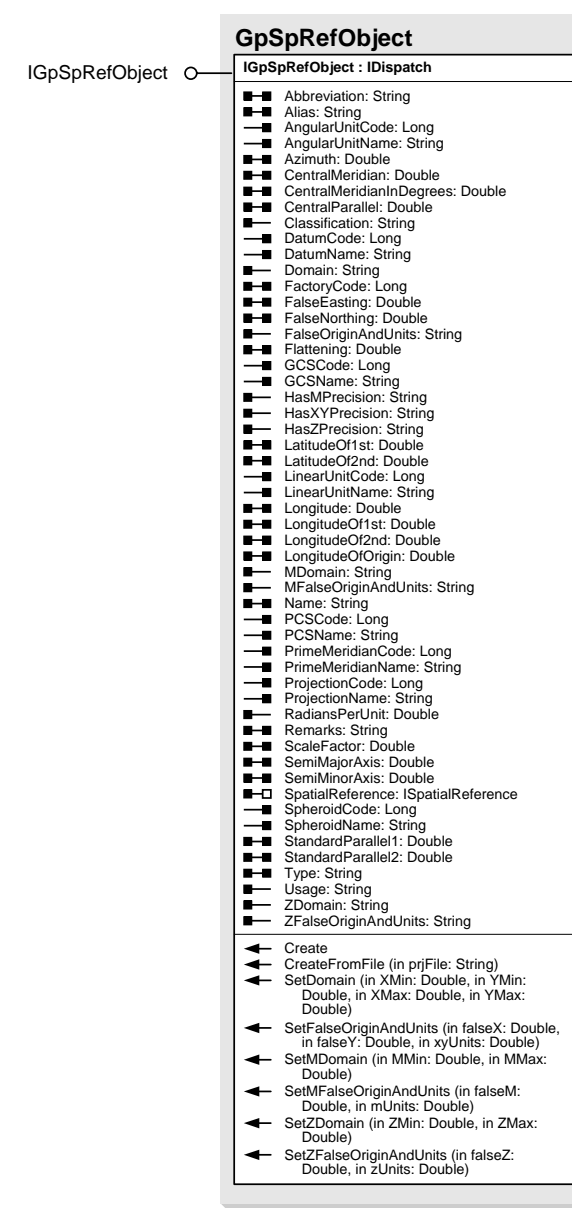 GpSpRefObject
IGpSpRefObject
IGpSpRefObject : IDispatch
Abbreviation: String
Alias: String
AngularUnitCode: Long
AngularUnitName: String
Azimuth: Double
CentralMeridian: Double
CentralMeridianInDegrees: Double
CentralParallel: Double
Classification: String
DatumCode: Long
DatumName: String
Domain: String
FactoryCode: Long
FalseEasting: Double
FalseNorthing: Double
FalseOriginAndUnits: String
Flattening: Double
GCSCode: Long
GCSName: String
HasMPrecision: String
HasXYPrecision: String
HasZPrecision: String
LatitudeOf1st: Double
LatitudeOf2nd: Double
LinearUnitCode: Long
LinearUnitName: String
Longitude: Double
LongitudeOf1st: Double
LongitudeOf2nd: Double
LongitudeOfOrigin: Double
MDomain: String
MFalseOriginAndUnits: String
Name: String
PCSCode: Long
PCSName: String
PrimeMeridianCode: Long
PrimeMeridianName: String
ProjectionCode: Long
ProjectionName: String
RadiansPerUnit: Double
Remarks: String
ScaleFactor: Double
SemiMajorAxis: Double
SemiMinorAxis: Double
SpatialReference: ISpatialReference
SpheroidCode: Long
SpheroidName: String
StandardParallel1: Double
StandardParallel2: Double
Type: String
Usage: String
ZDomain: String
ZFalseOriginAndUnits: String
Create
CreateFromFile (in prjFile: String)
SetDomain (in XMin: Double, in YMin:
Double, in XMax: Double, in YMax:
Double)
SetFalseOriginAndUnits (in falseX: Double,
in falseY: Double, in xyUnits: Double)
SetMDomain (in MMin: Double, in MMax:
Double)
SetMFalseOriginAndUnits (in falseM:
Double, in mUnits: Double)
SetZDomain (in ZMin: Double, in ZMax:
Double)
SetZFalseOriginAndUnits (in falseZ:
Double, in zUnits: Double)